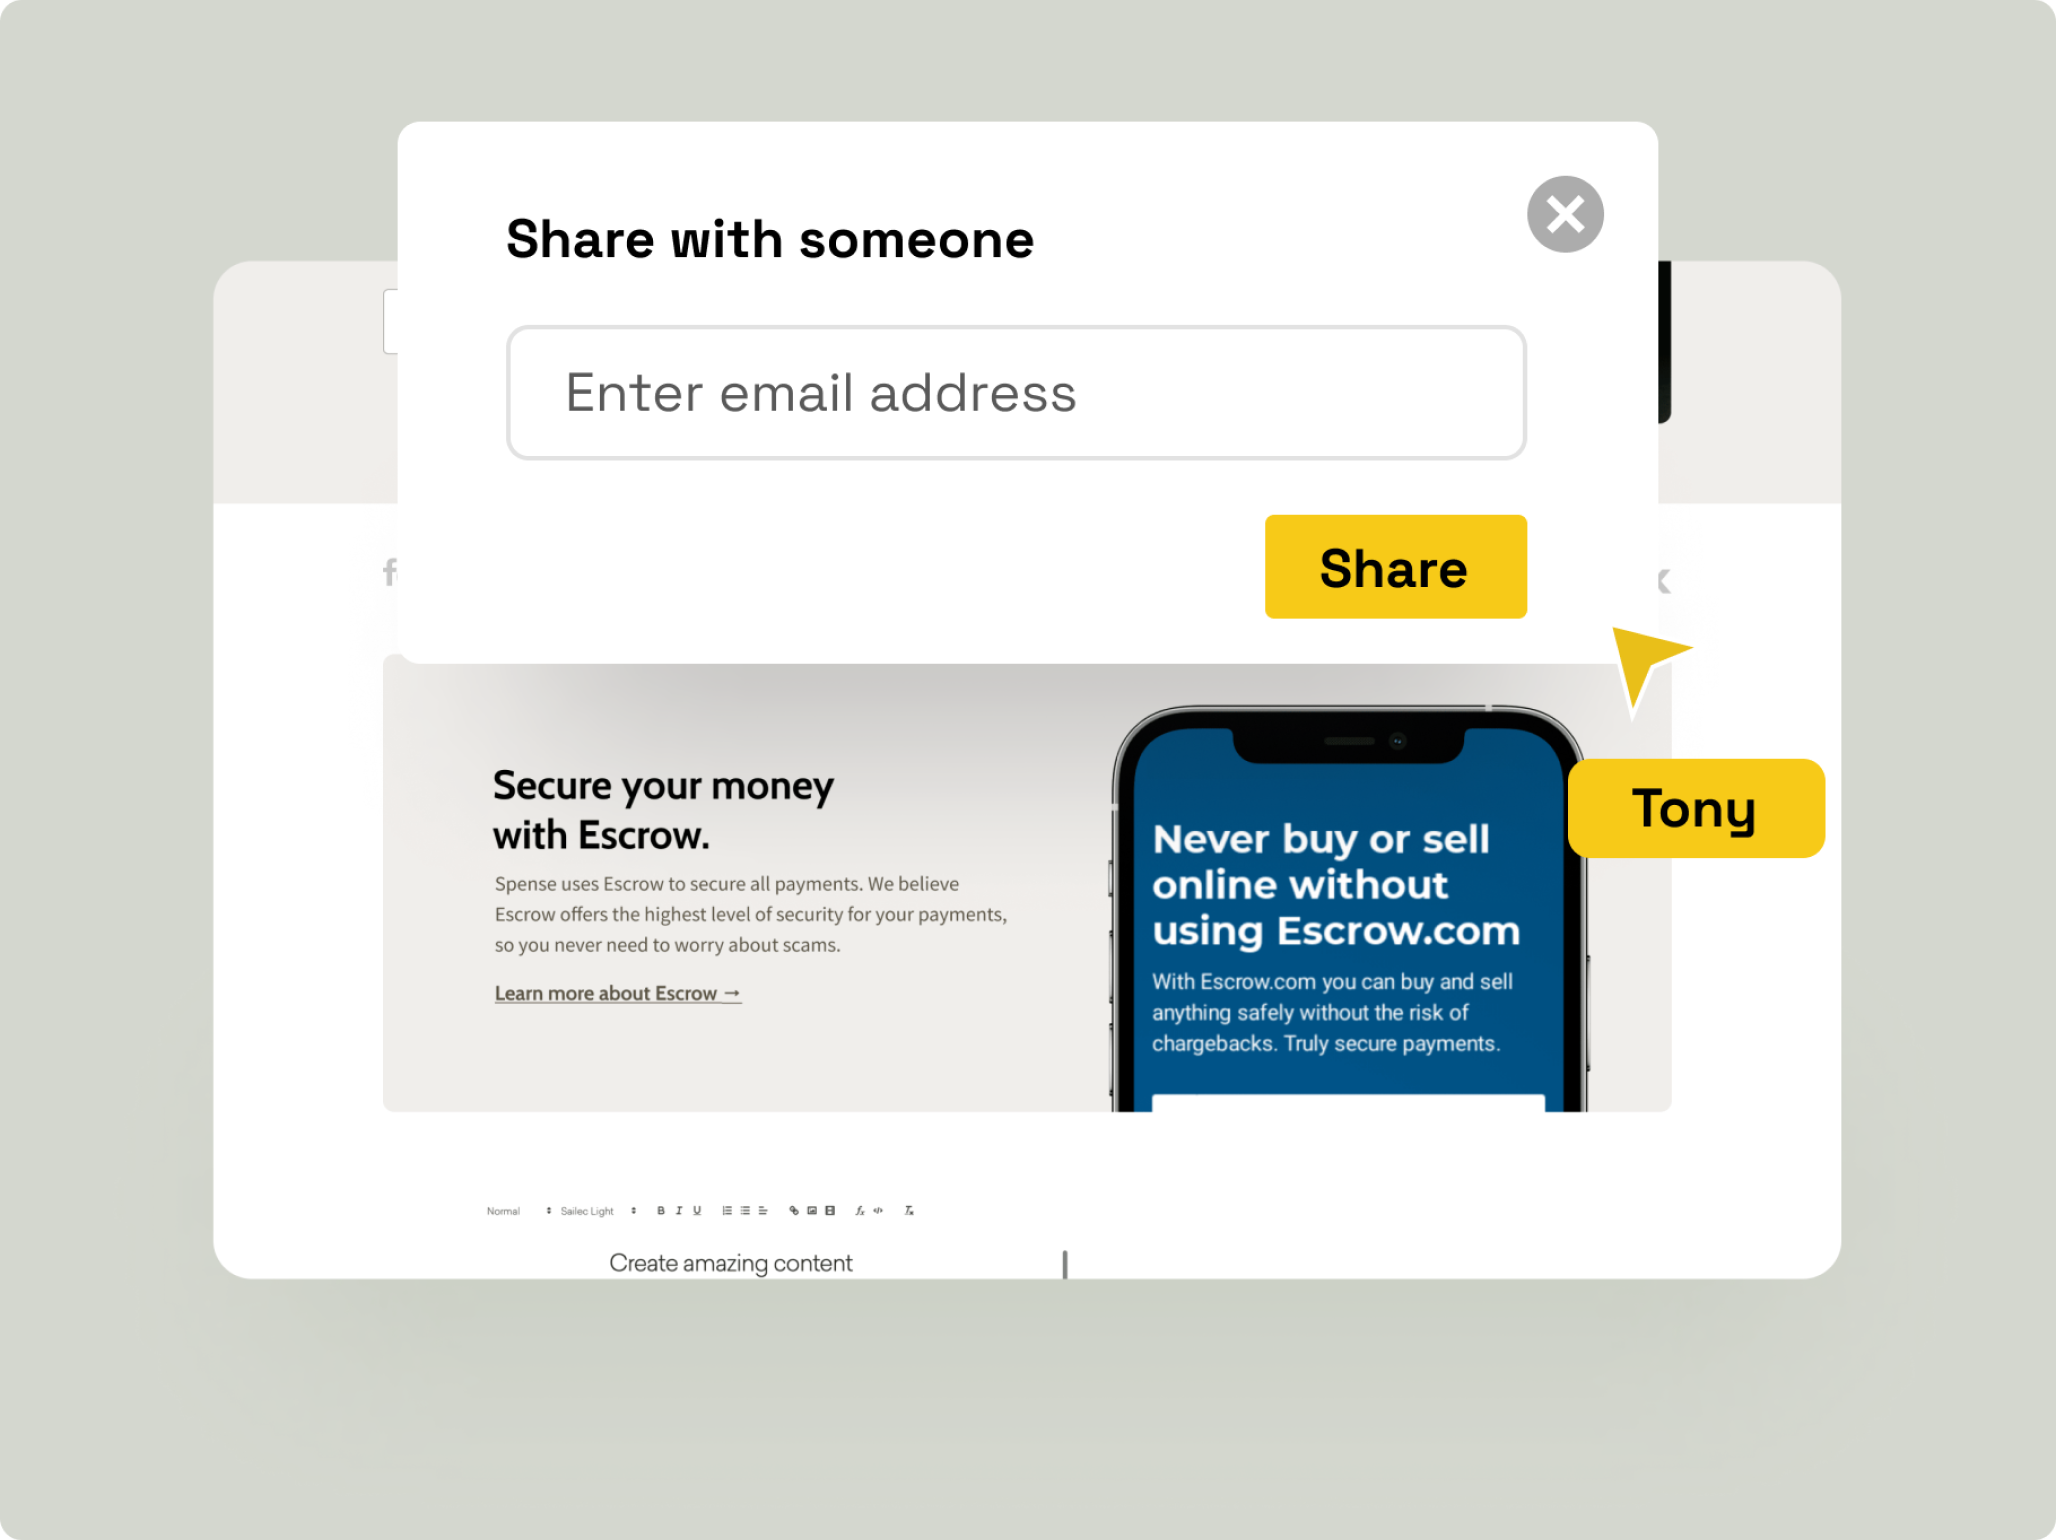 Share with someone
Enter email address
Share
Tony
Secure your money
with Escrow.
Spense uses Escrow to secure all payments. We believe
Escrow offers the highest level of security for your payments,
so you never need to worry about scams.
Learn more about Escrow →
Never buy or sell
online without
using Escrow.com
With Escrow.com you can buy and sell
anything safely without the risk of
chargebacks. Truly secure payments.
Normal Sailec Light B I U
Create amazing content